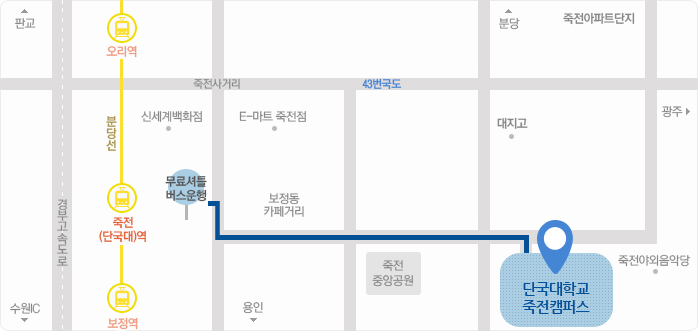 판교
오리역
분당
죽전아파트단지
죽전사거리
43번국도
신세계백화점
E-마트 죽전점
대지고
광주
분당선
무료셔틀
버스운행
보정동
카페거리
경부고속도로
죽전
(단국대)역
죽전
중앙공원
단국대학교
죽전캠퍼스
죽전야외음악당
수원IC
보정역
용인